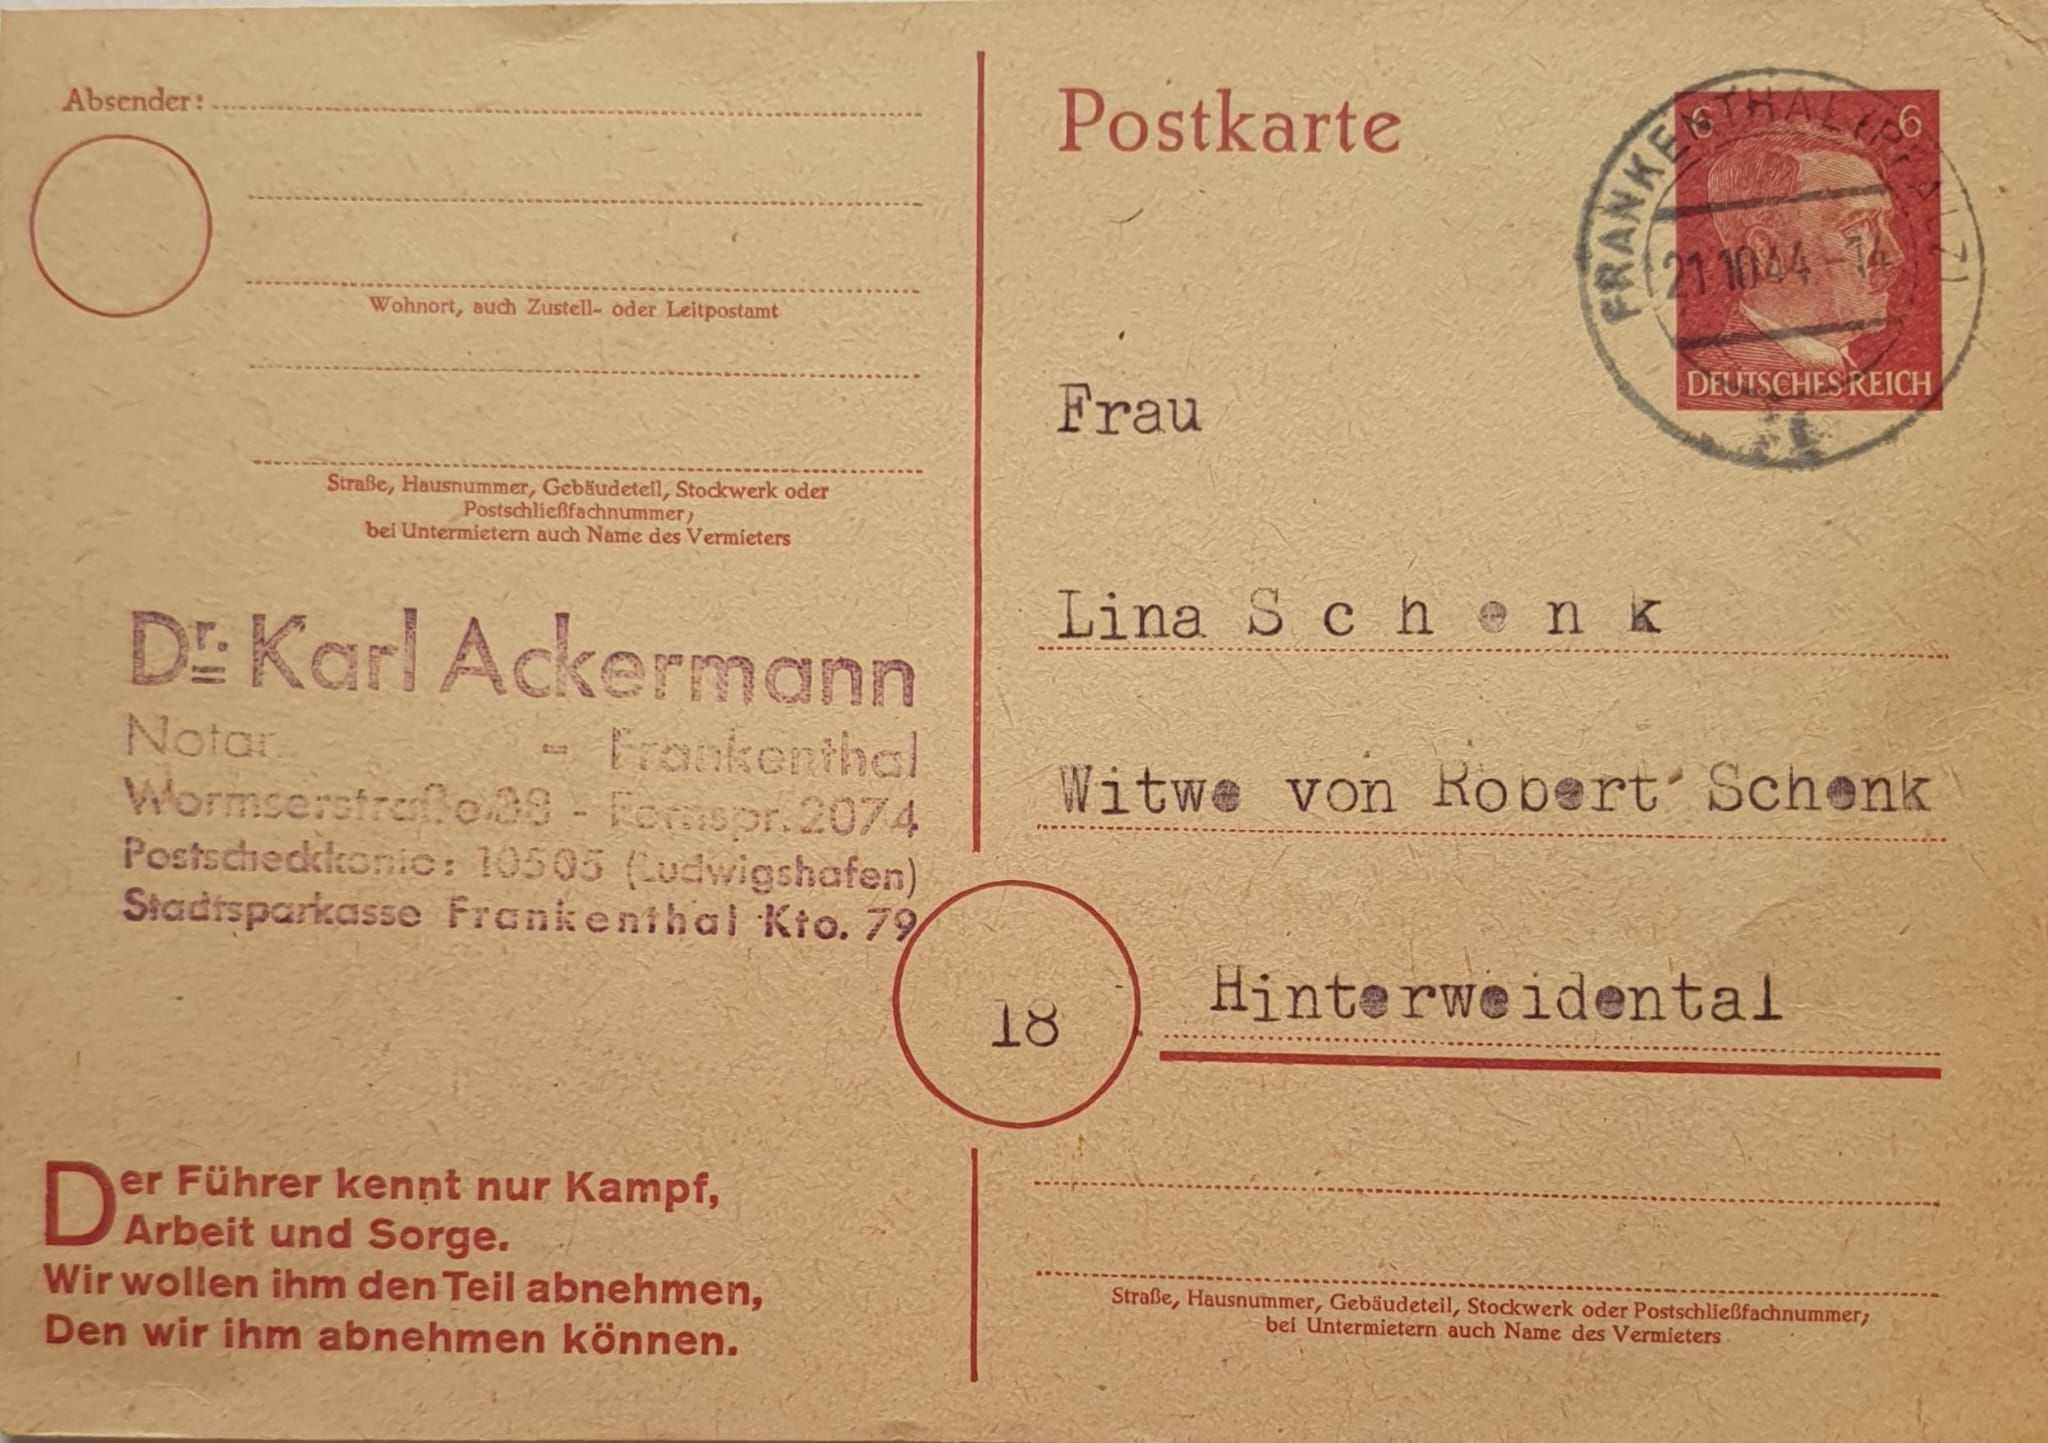 Absender:
Wohnort, auch Zustell- oder Leitpostamt
Straße, Hausnummer, Gebäudeteil, Stockwerk oder
Postschließfachnummer;
bei Untermietern auch Name des Vermieters
Dr. Karl Ackermann
Notar - Frankenthal
Wormserstraße 38 - Fernspr. 2074
Postscheckkonto: 10505 (Ludwigshafen)
Stadtsparkasse Frankenthal Kto. 79
Der Führer kennt nur Kampf,
Arbeit und Sorge.
Wir wollen ihm den Teil abnehmen,
Den wir ihm abnehmen können.
Postkarte
6 6
DEUTSCHES REICH
FRANKENTHAL (PFALZ)
21.10.44-14
Frau
Lina S c h e n k
Witwe von Robert Schenk
18 Hinterweidental
Straße, Hausnummer, Gebäudeteil, Stockwerk oder Postschließfachnummer;
bei Untermietern auch Name des Vermieters